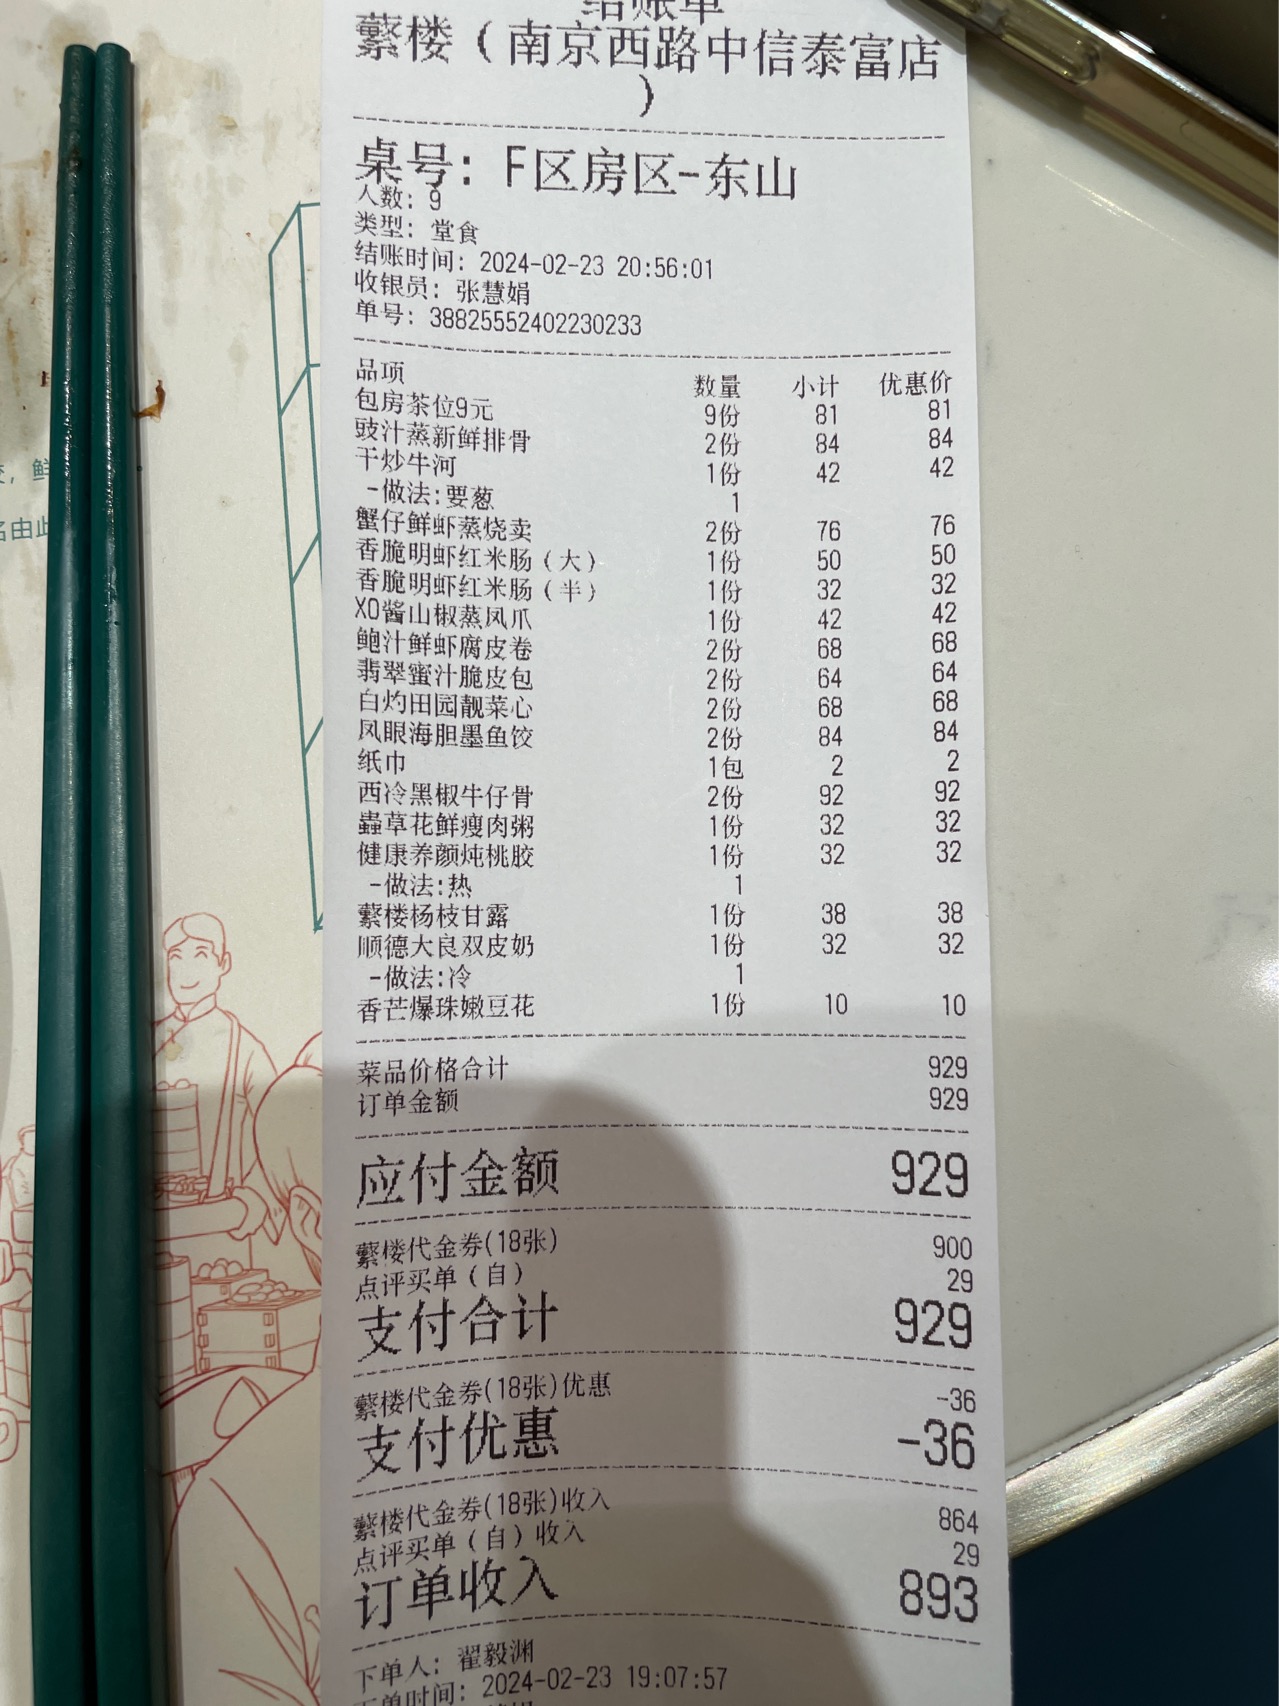 结账单
蘩楼（南京西路中信泰富店
）
桌号: F区房区-东山
人数: 9
类型: 堂食
结账时间: 2024-02-23 20:56:01
收银员: 张慧娟
单号: 38825552402230233
品项 数量 小计 优惠价
包房茶位9元 9份 81 81
豉汁蒸新鲜排骨 2份 84 84
干炒牛河 1份 42 42
-做法:要葱 1
蟹仔鲜虾蒸烧卖 2份 76 76
香脆明虾红米肠（大） 1份 50 50
香脆明虾红米肠（半） 1份 32 32
XO酱山椒蒸凤爪 1份 42 42
鲍汁鲜虾腐皮卷 2份 68 68
翡翠蜜汁脆皮包 2份 64 64
白灼田园靓菜心 2份 68 68
凤眼海胆墨鱼饺 2份 84 84
纸巾 1包 2 2
西冷黑椒牛仔骨 2份 92 92
蟲草花鲜瘦肉粥 1份 32 32
健康养颜炖桃胶 1份 32 32
-做法:热 1
蘩楼杨枝甘露 1份 38 38
顺德大良双皮奶 1份 32 32
-做法:冷 1
香芒爆珠嫩豆花 1份 10 10
菜品价格合计 929
订单金额 929
应付金额 929
蘩楼代金券(18张) 900
点评买单（自） 29
支付合计 929
蘩楼代金券(18张)优惠 -36
支付优惠 -36
蘩楼代金券(18张)收入 864
点评买单（自）收入 29
订单收入 893
下单人: 翟毅渊
下单时间: 2024-02-23 19:07:57
，鲜
名由此